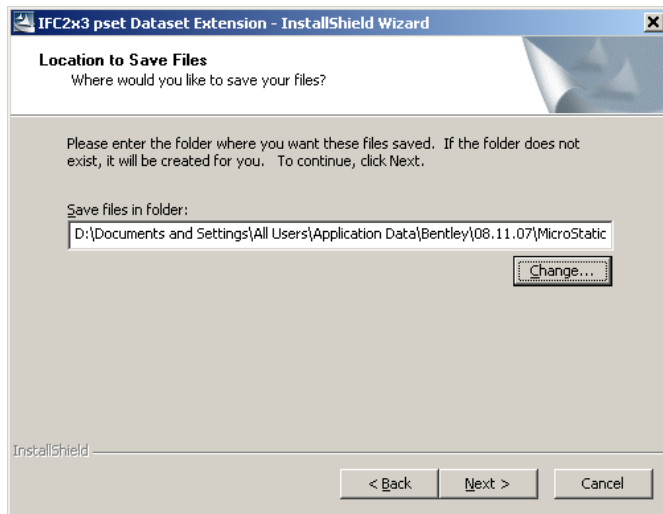 IFC2x3 pset Dataset Extension - InstallShield Wizard
Location to Save Files
Where would you like to save your files?
Please enter the folder where you want these files saved.  If the folder does not
exist, it will be created for you.   To continue, click Next.
Save files in folder:
D:\Documents and Settings\All Users\Application Data\Bentley\08.11.07\MicroStatic
Change...
InstallShield
< Back
Next >
Cancel